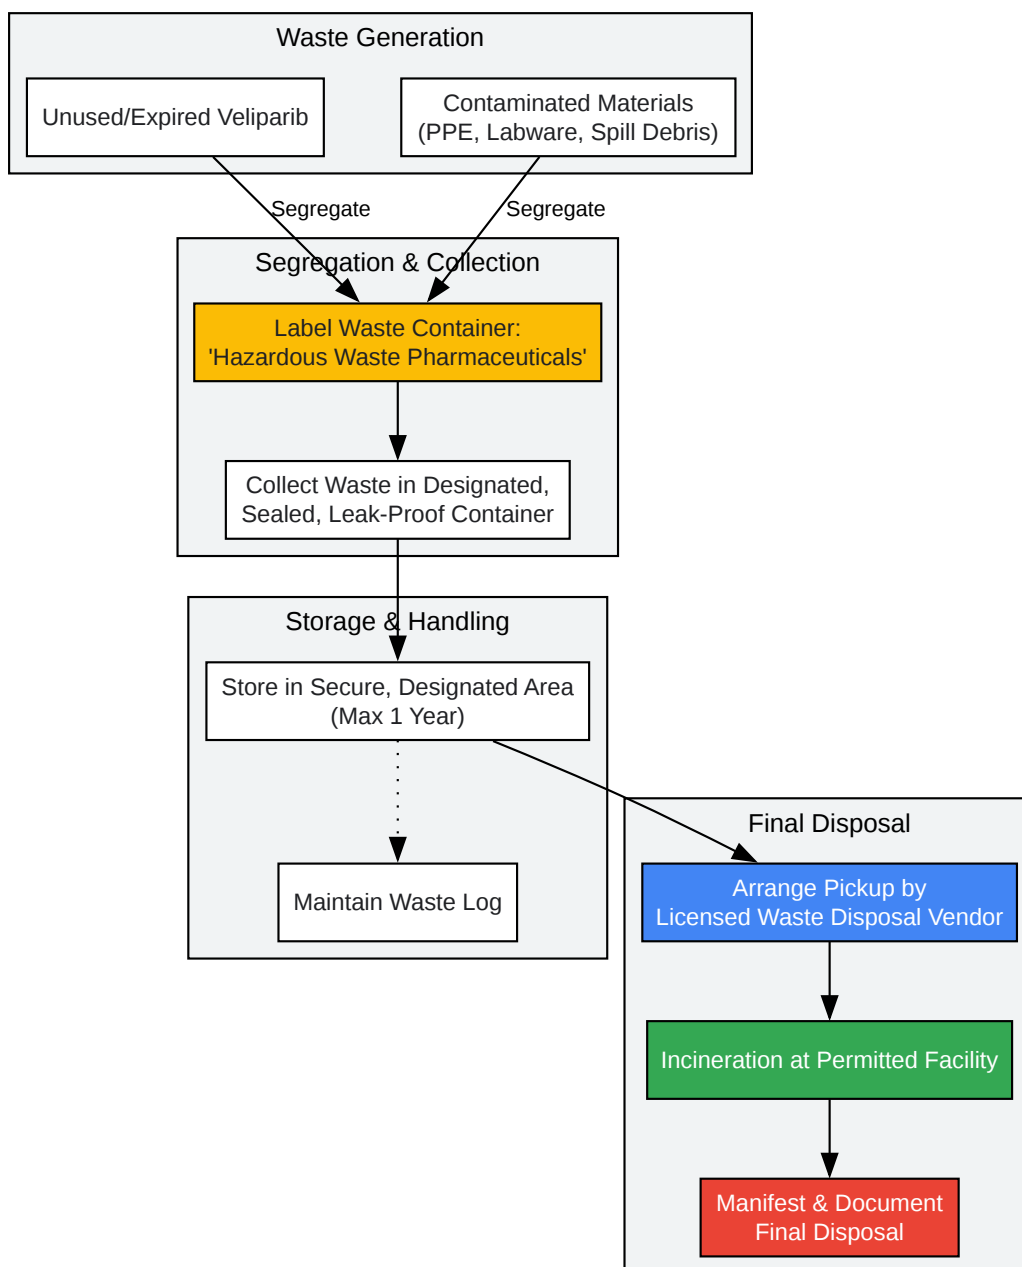 Waste Generation
Unused/Expired Veliparib
Contaminated Materials
(PPE, Labware, Spill Debris)
Segregate
Segregate
Segregation & Collection
Label Waste Container:
'Hazardous Waste Pharmaceuticals'
Collect Waste in Designated,
Sealed, Leak-Proof Container
Storage & Handling
Store in Secure, Designated Area
(Max 1 Year)
Maintain Waste Log
Final Disposal
Arrange Pickup by
Licensed Waste Disposal Vendor
Incineration at Permitted Facility
Manifest & Document
Final Disposal